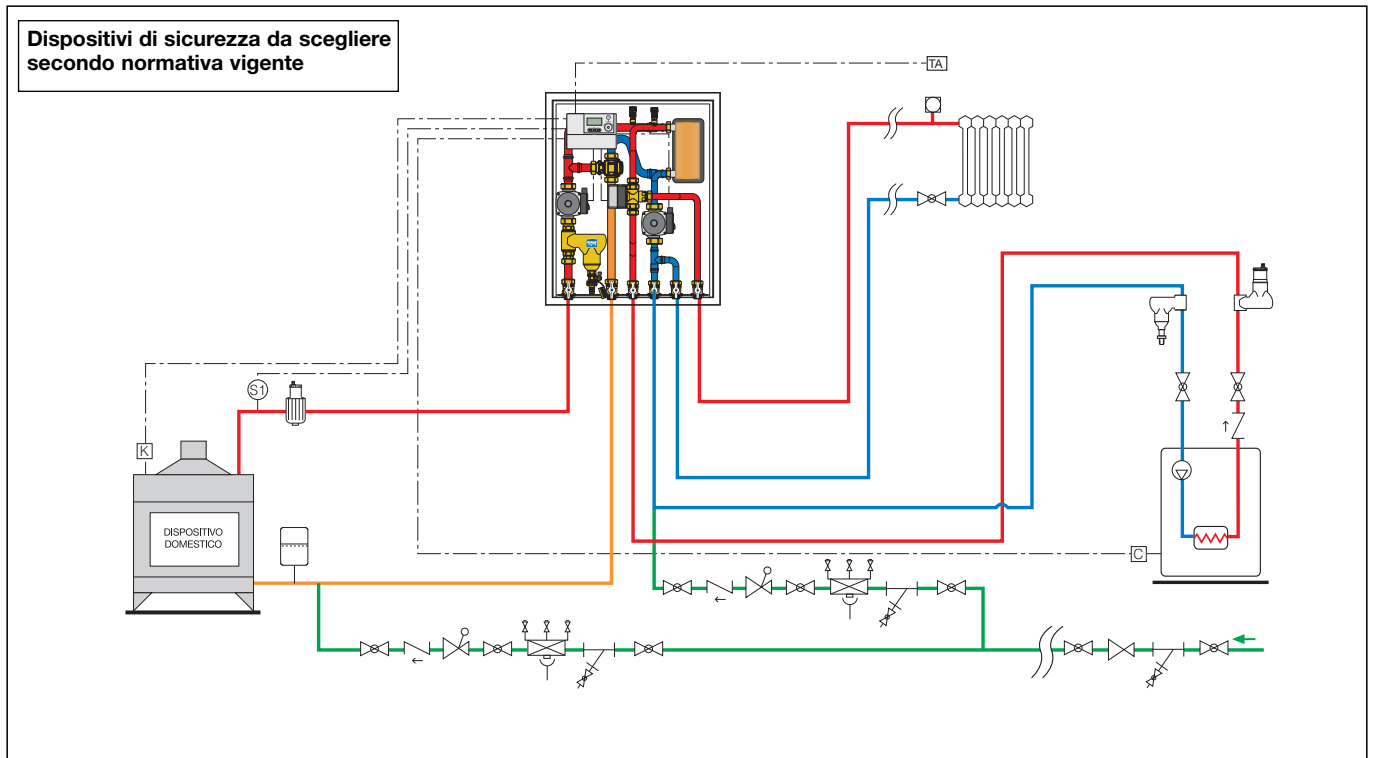 Dispositivi di sicurezza da scegliere
secondo normativa vigente
TA
S1
K
DISPOSITIVO
DOMESTICO
C